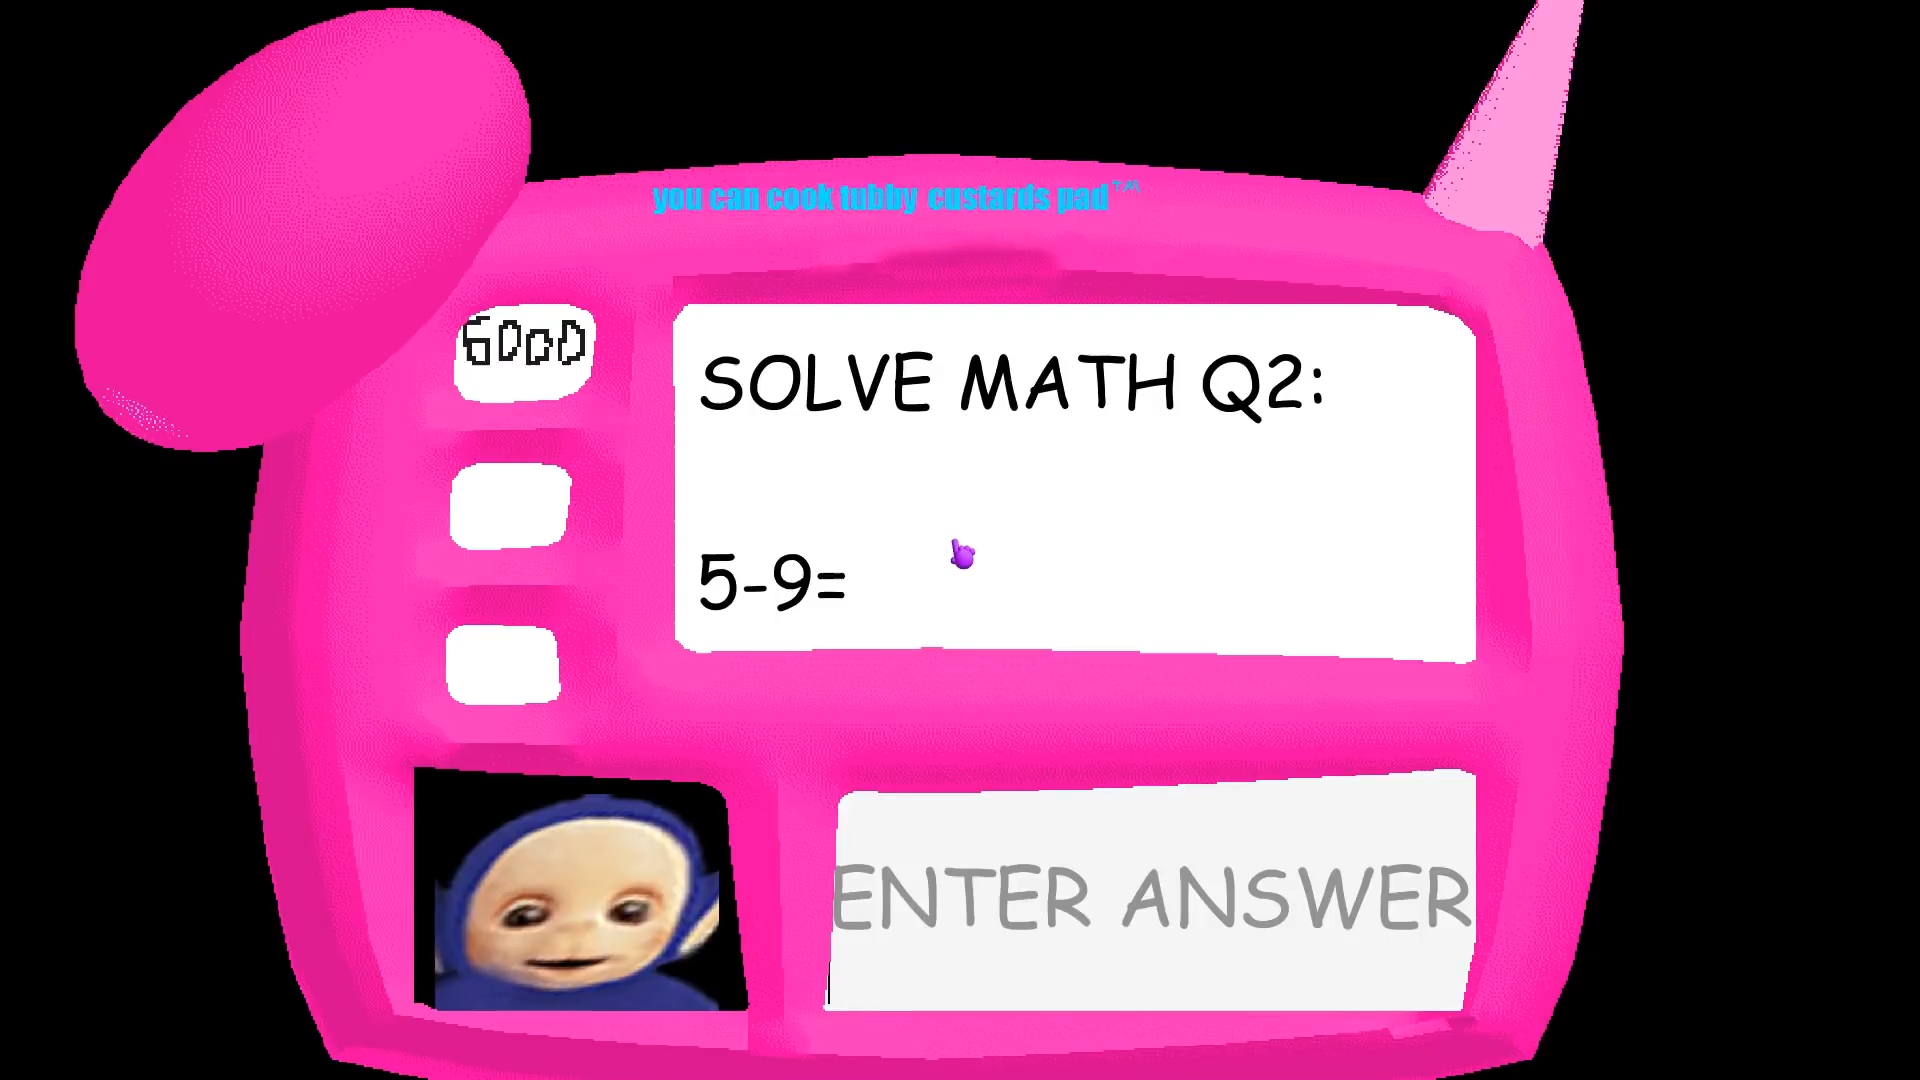 you can cook tubby custards pad™
GOOD
SOLVE MATH Q2:
5-9=
ENTER ANSWER